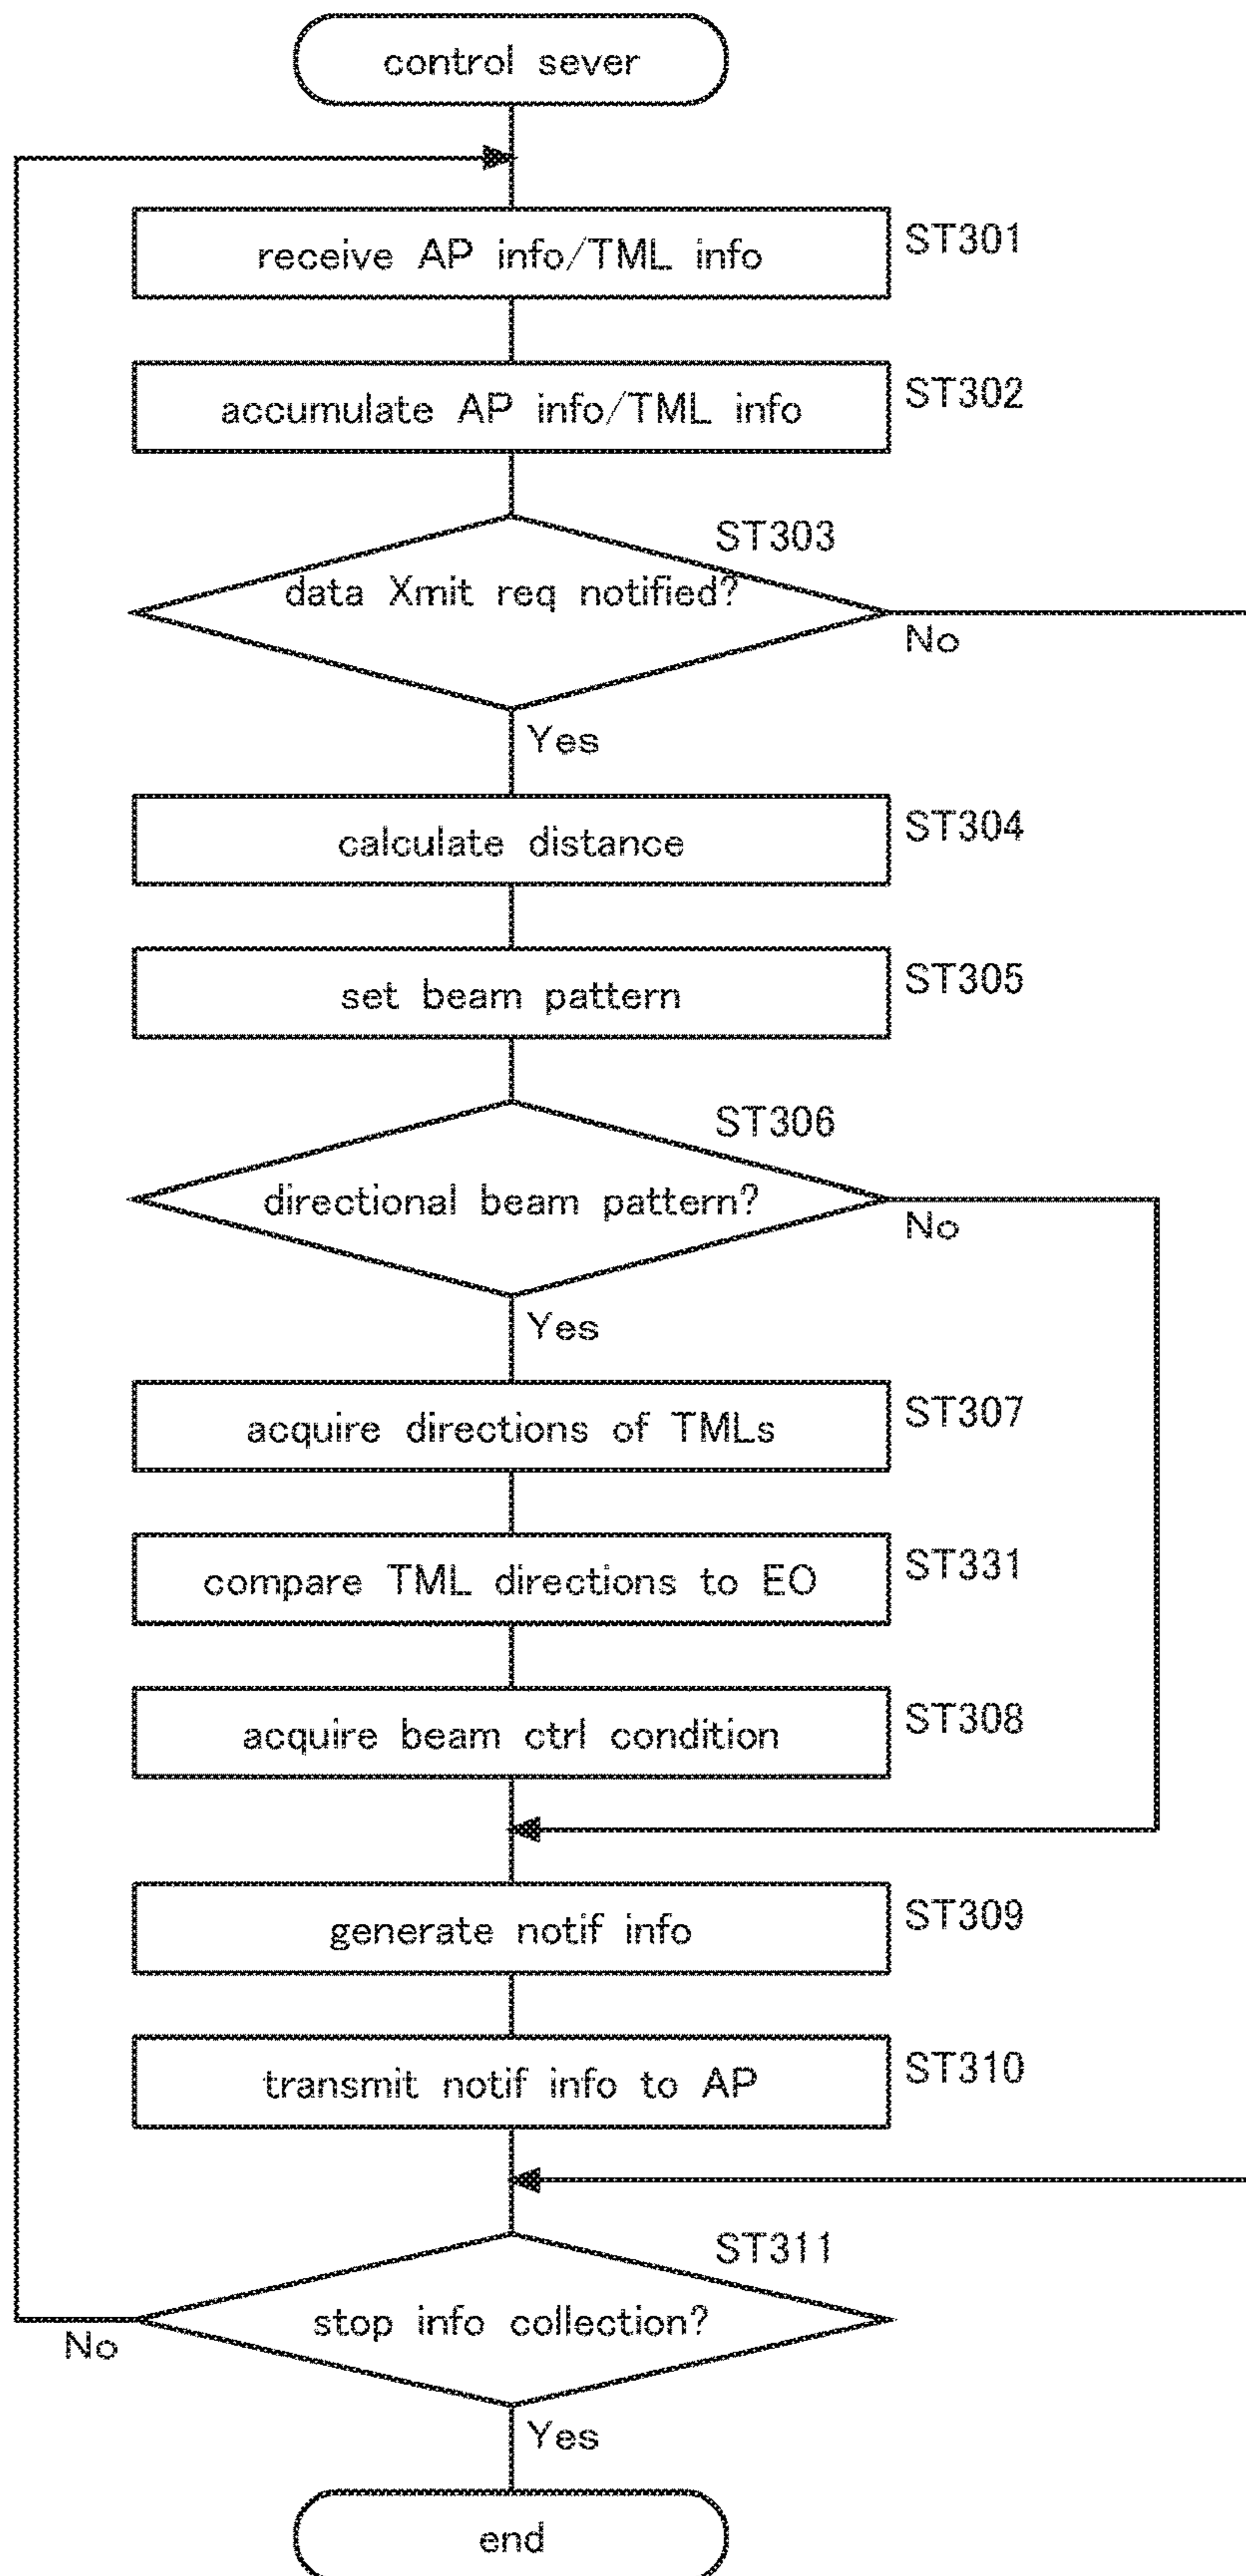 control sever
receive AP info/TML info
ST301
accumulate AP info/TML info
ST302
ST303
data Xmit req notified?
No
Yes
calculate distance
ST304
set beam pattern
ST305
ST306
directional beam pattern?
No
Yes
acquire directions of TMLs
ST307
compare TML directions to EO
ST331
acquire beam ctrl condition
ST308
generate notif info
ST309
transmit notif info to AP
ST310
ST311
stop info collection?
No
Yes
end